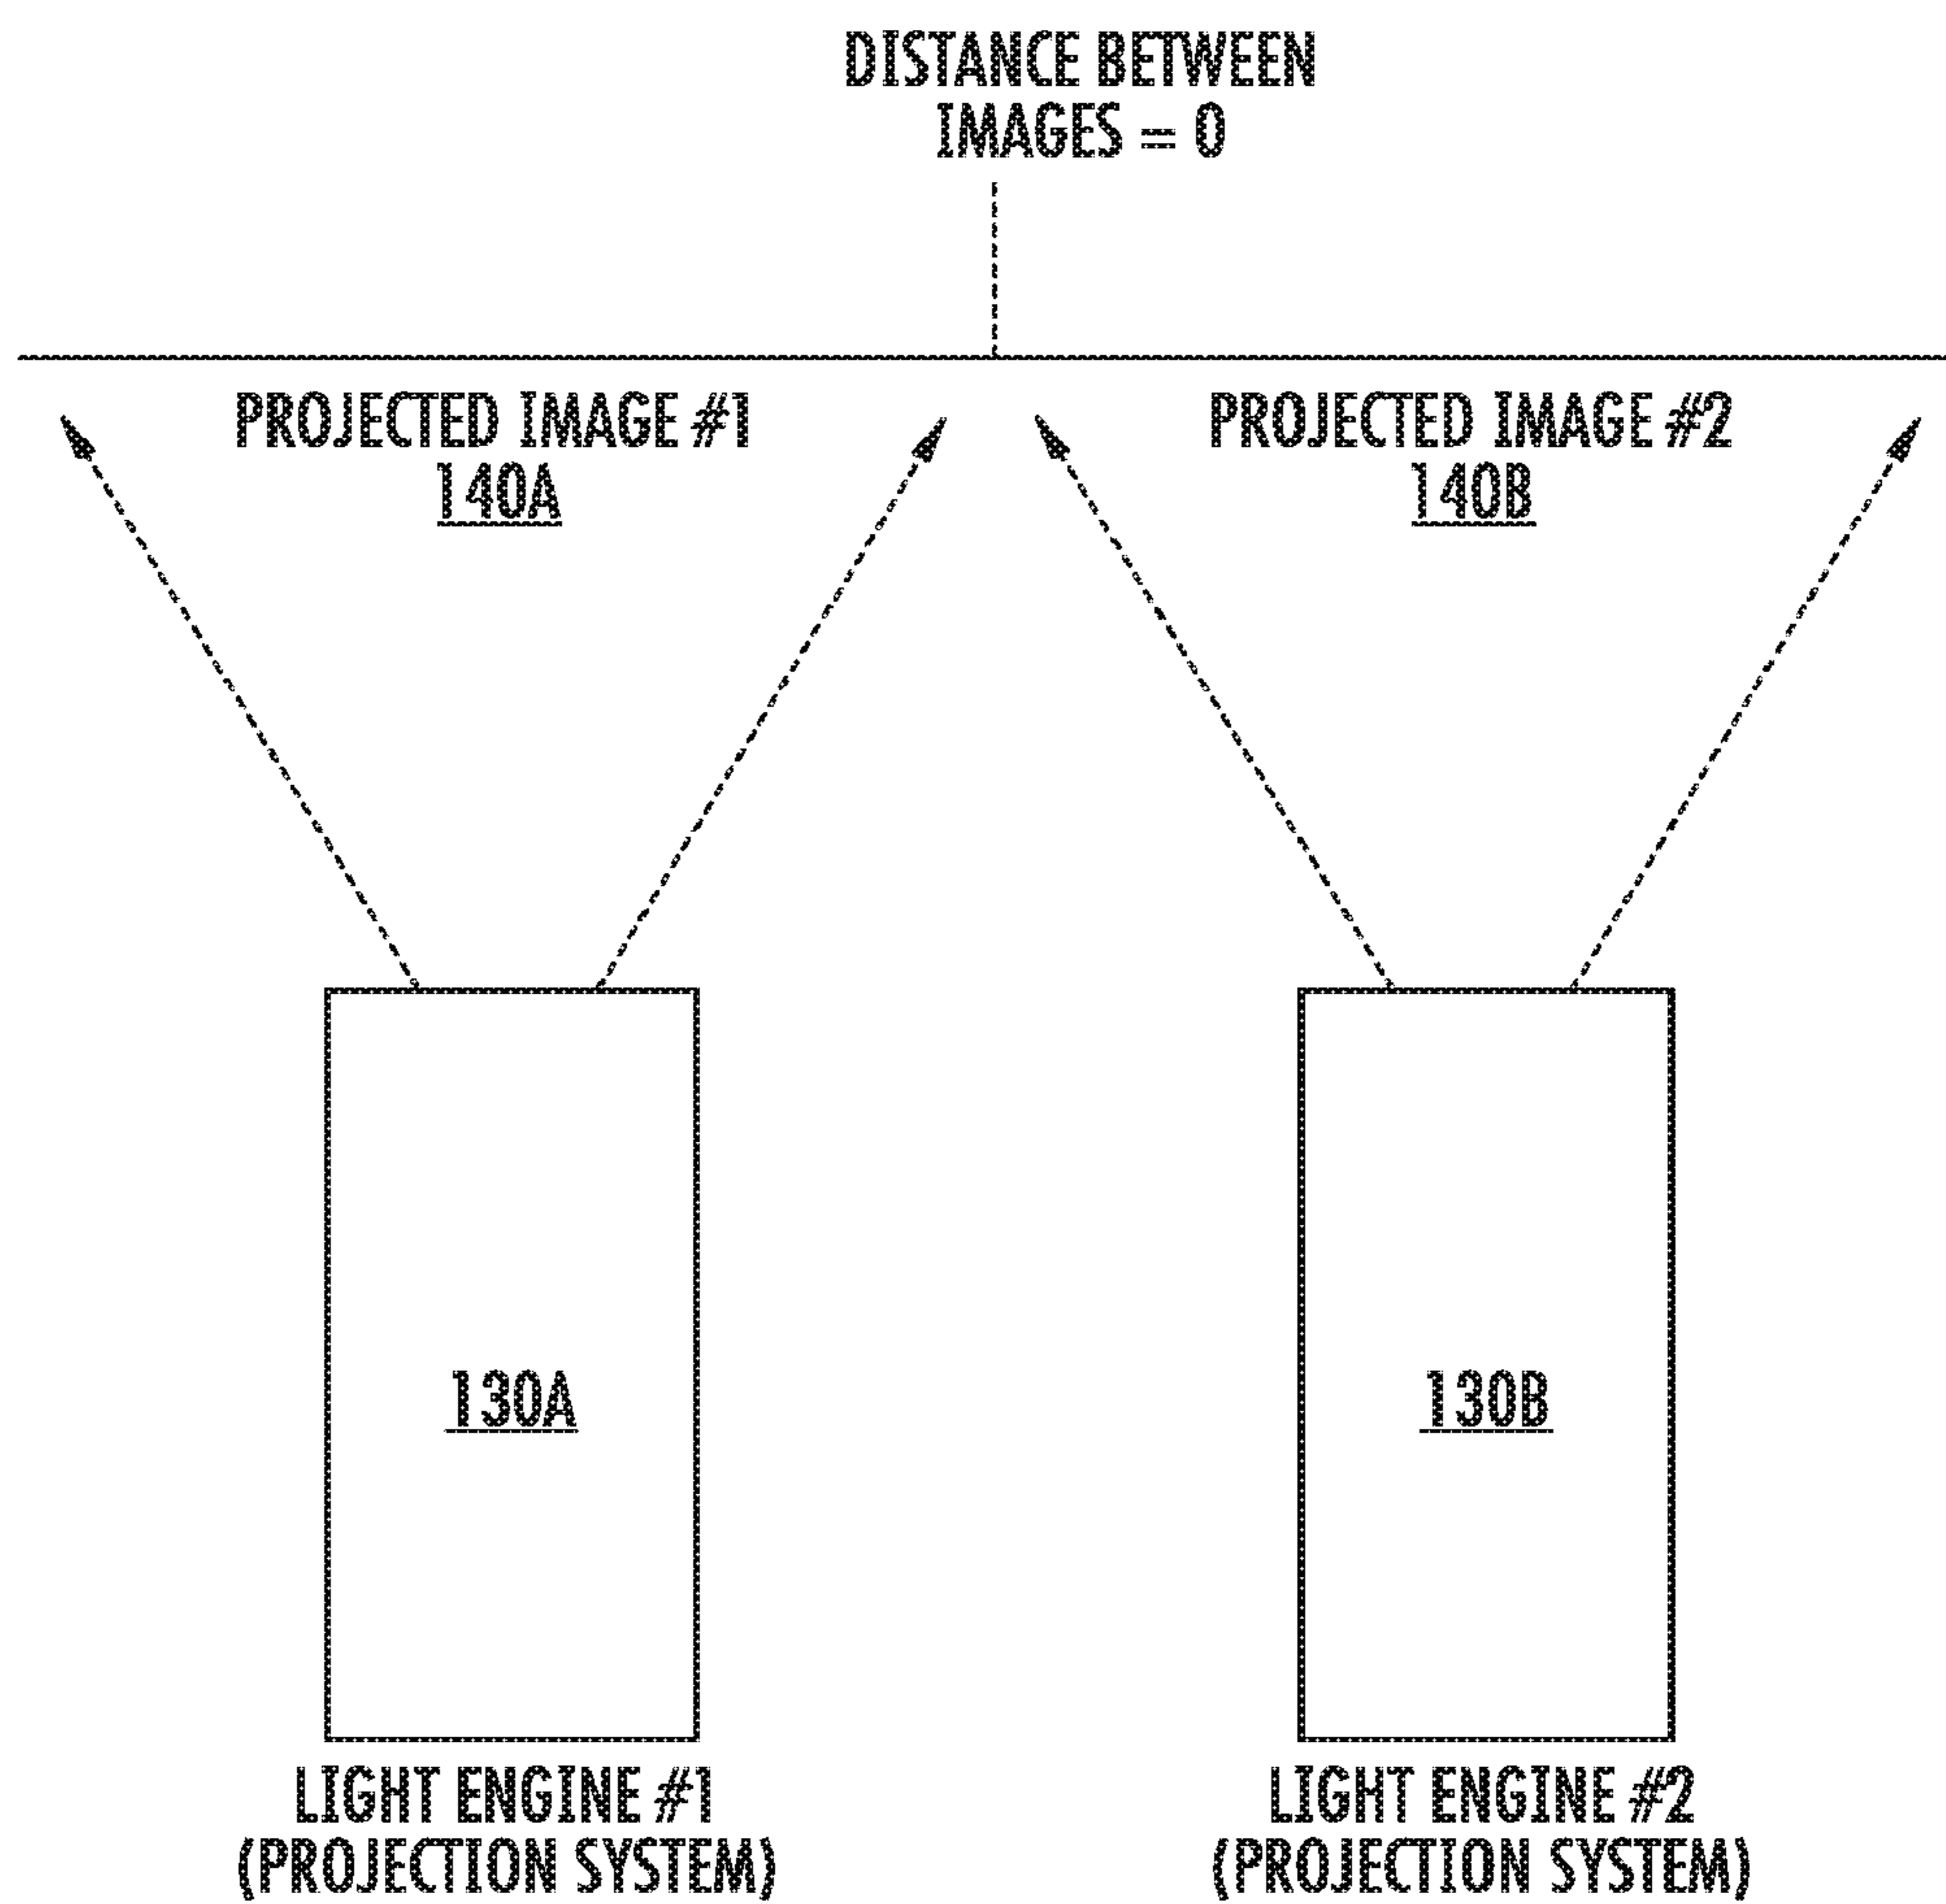 DISTANCE BETWEEN
IMAGES = 0
PROJECTED IMAGE #1
140A
PROJECTED IMAGE #2
140B
130A
130B
LIGHT ENGINE #1
(PROJECTION SYSTEM)
LIGHT ENGINE #2
(PROJECTION SYSTEM)